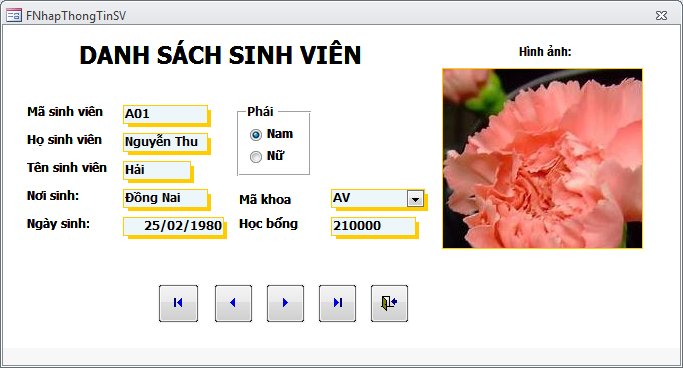 FNhapThongTinSV
DANH SÁCH SINH VIÊN
Hình ảnh:
Mã sinh viên A01
Phái
Họ sinh viên Nguyễn Thu
Nam
Tên sinh viên Hải
Nữ
Nơi sinh: Đồng Nai
Mã khoa AV
Ngày sinh: 25/02/1980
Học bổng 210000